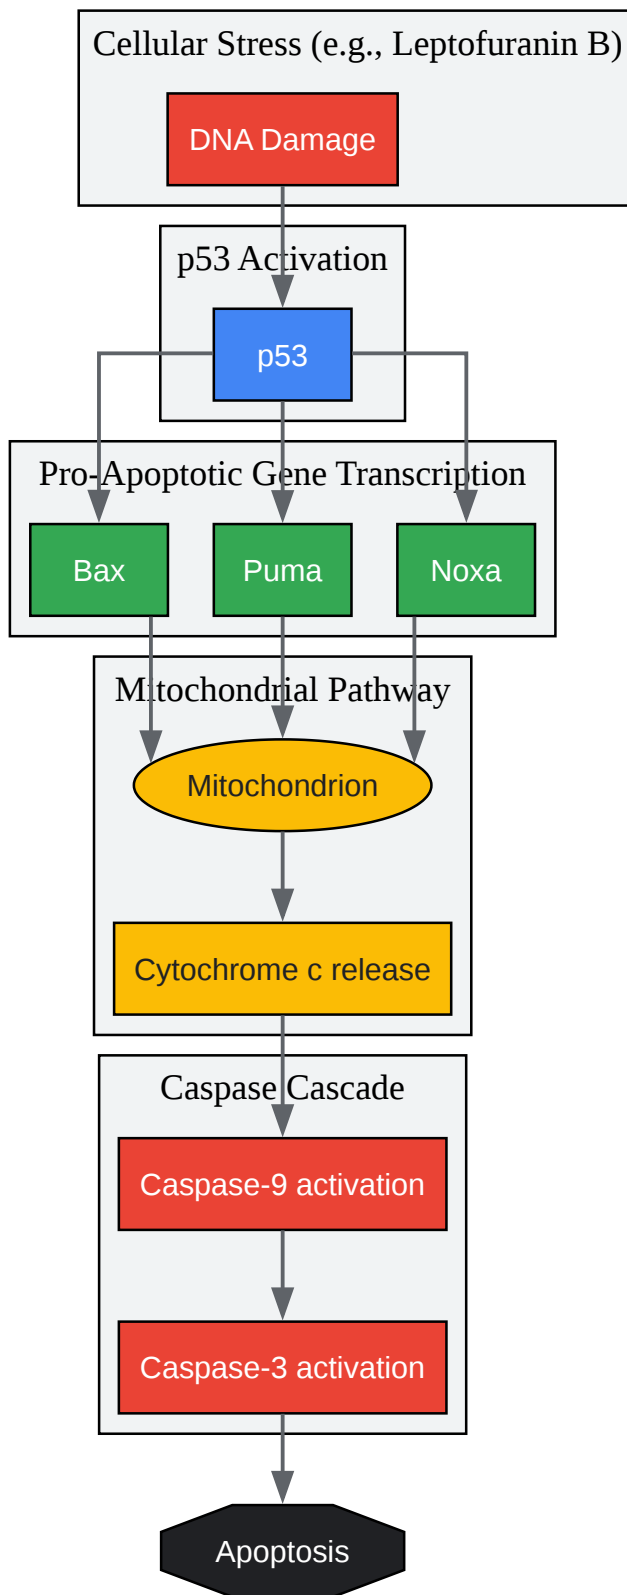 Cellular Stress (e.g., Leptofuranin B)
DNA Damage
p53 Activation
p53
Pro-Apoptotic Gene Transcription
Bax
Puma
Noxa
Mitochondrial Pathway
Mitochondrion
Cytochrome c release
Caspase Cascade
Caspase-9 activation
Caspase-3 activation
Apoptosis